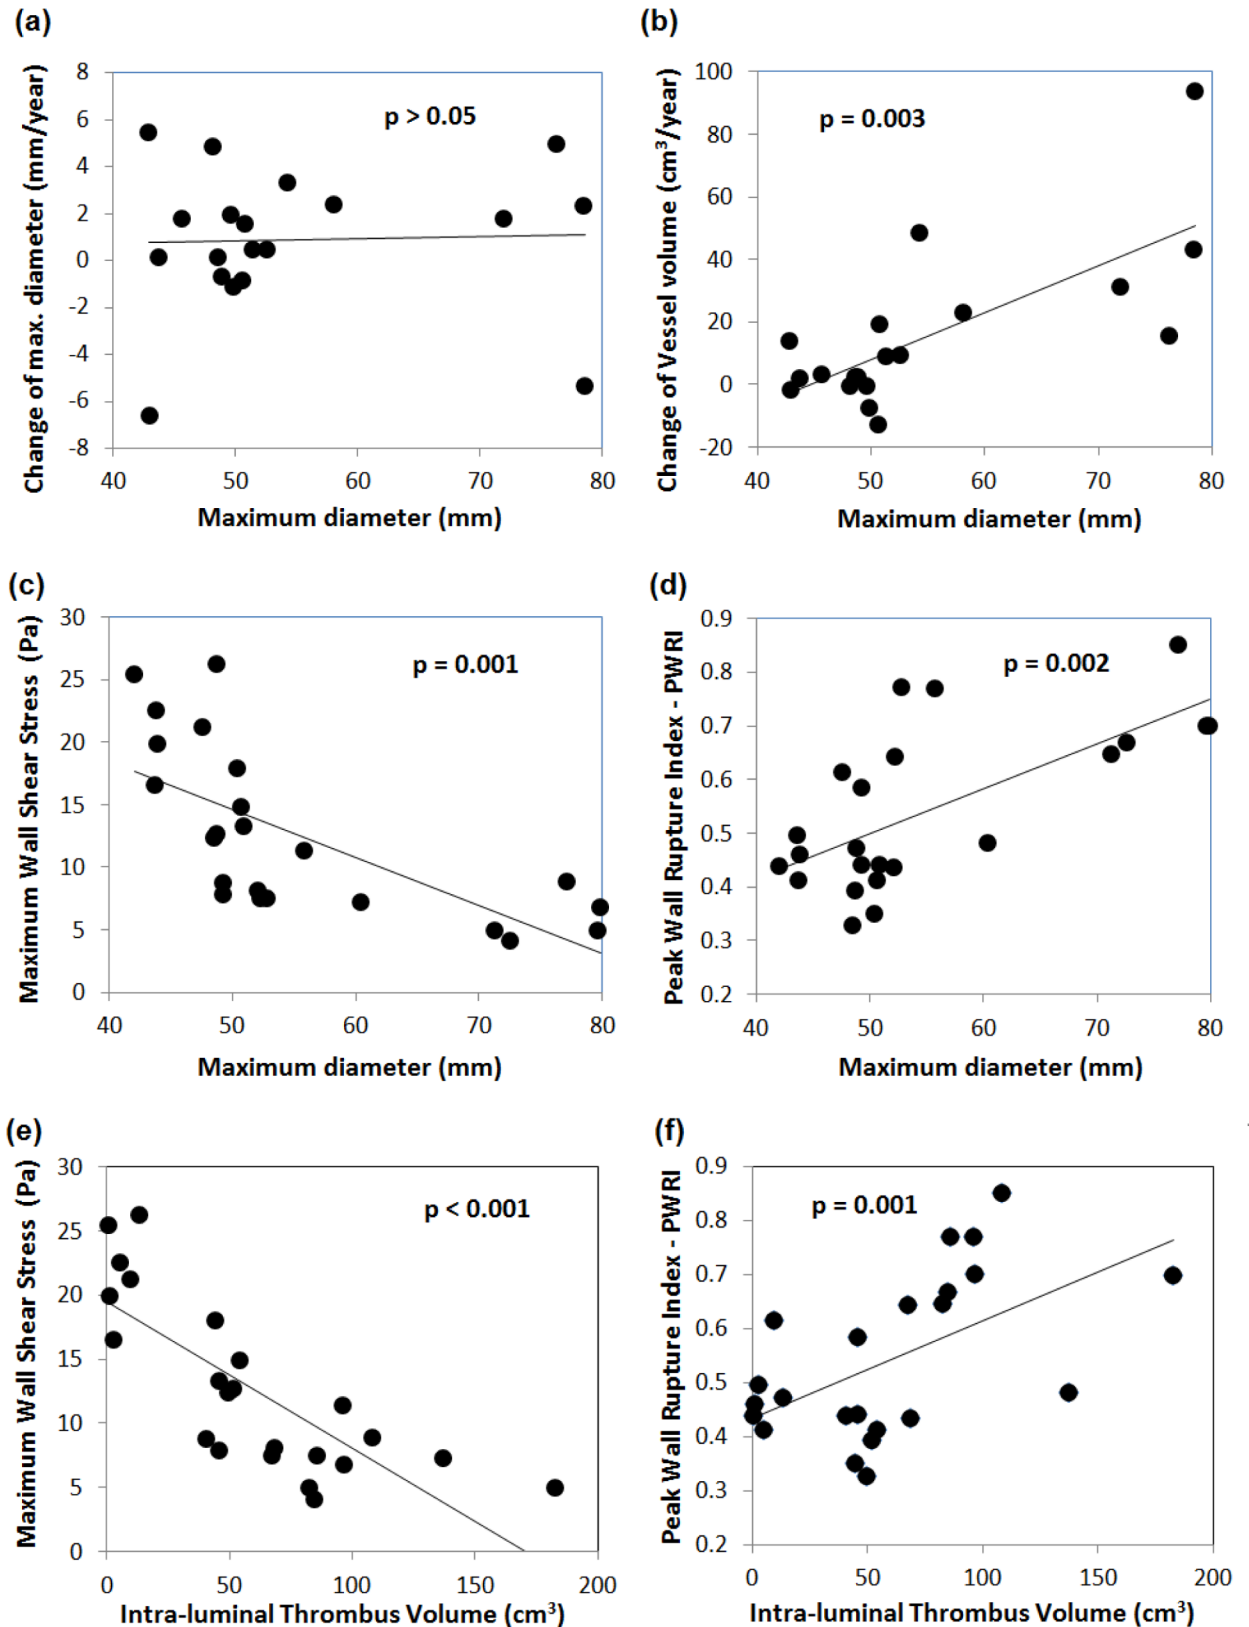 (a)
Change of max. diameter (mm/year)
8
6
4
2
0
-2
-4
-6
-8
p > 0.05
40 50 60 70 80
Maximum diameter (mm)
(b)
Change of Vessel volume (cm³/year)
100
80
60
40
20
0
-20
p = 0.003
40 50 60 70 80
Maximum diameter (mm)
(c)
Maximum Wall Shear Stress (Pa)
30
25
20
15
10
5
0
p = 0.001
40 50 60 70 80
Maximum diameter (mm)
(d)
Peak Wall Rupture Index - PWRI
0.9
0.8
0.7
0.6
0.5
0.4
0.3
0.2
p = 0.002
40 50 60 70 80
Maximum diameter (mm)
(e)
Maximum Wall Shear Stress (Pa)
30
25
20
15
10
5
0
p < 0.001
0 50 100 150 200
Intra-luminal Thrombus Volume (cm³)
(f)
Peak Wall Rupture Index - PWRI
0.9
0.8
0.7
0.6
0.5
0.4
0.3
0.2
p = 0.001
0 50 100 150 200
Intra-luminal Thrombus Volume (cm³)